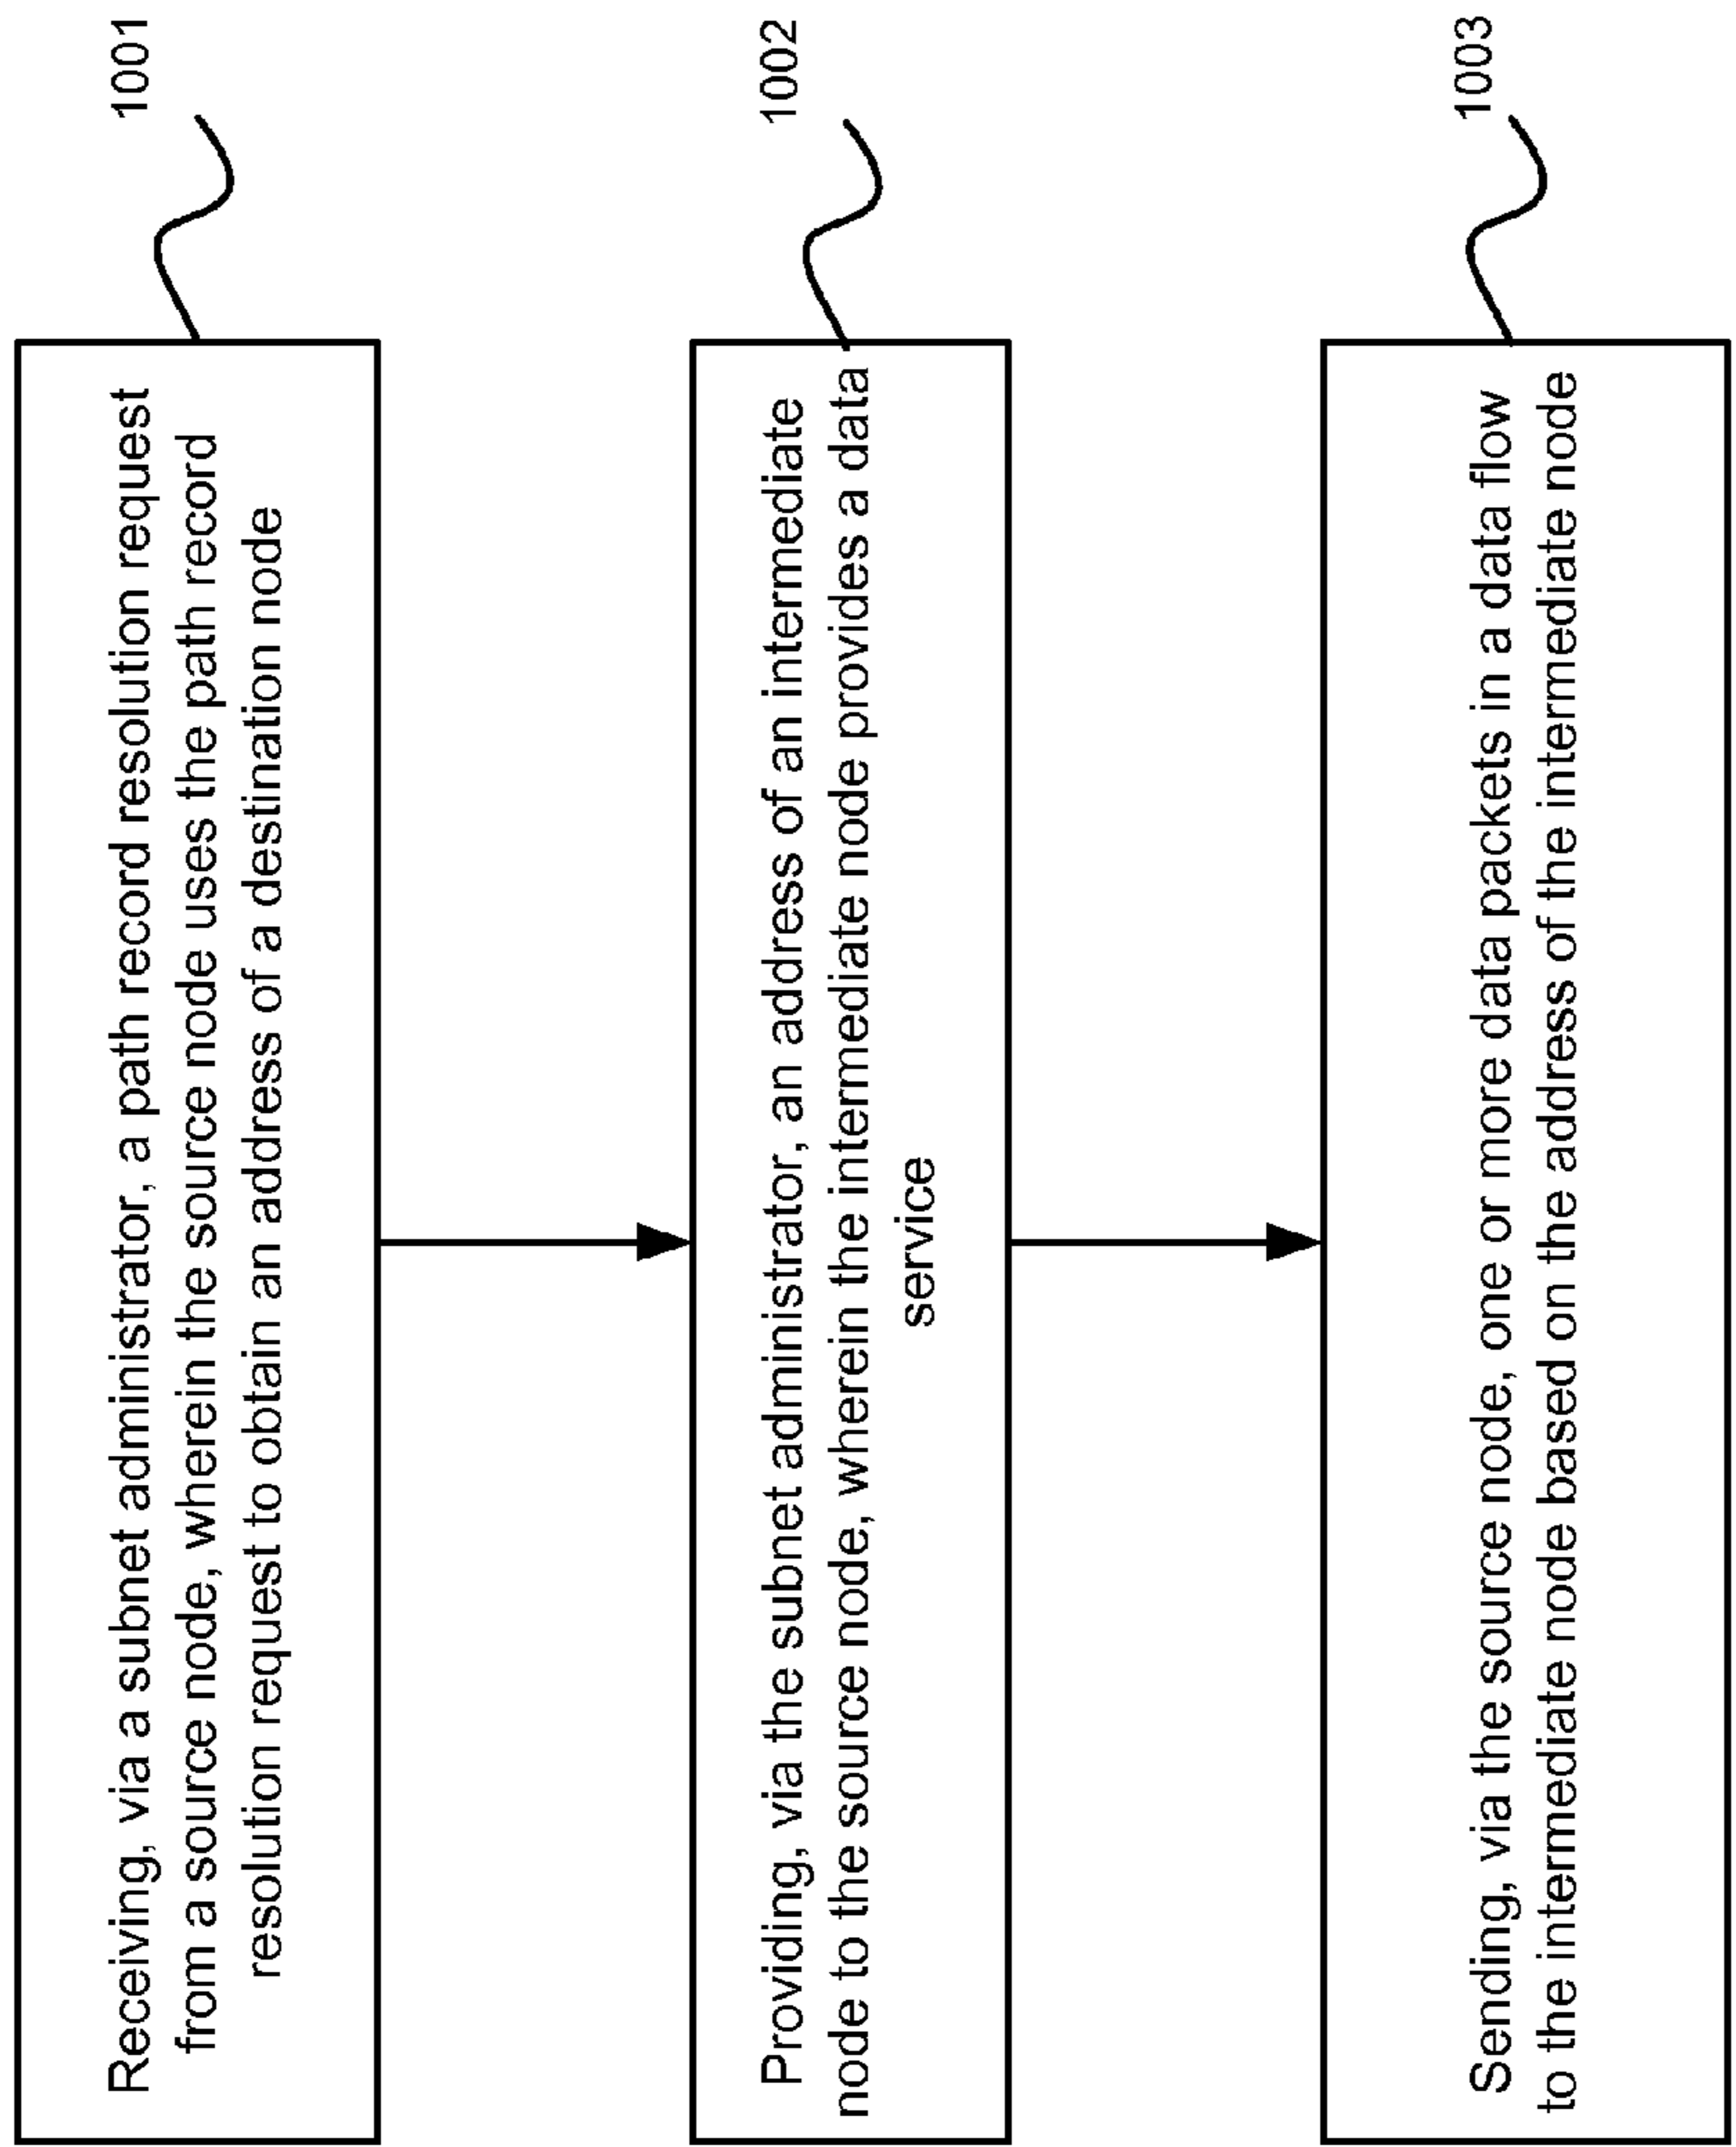 Receiving, via a subnet administrator, a path record resolution request
from a source node, wherein the source node uses the path record
resolution request to obtain an address of a destination node
1001
Providing, via the subnet administrator, an address of an intermediate
node to the source node, wherein the intermediate node provides a data
service
1002
Sending, via the source node, one or more data packets in a data flow
to the intermediate node based on the address of the intermediate node
1003